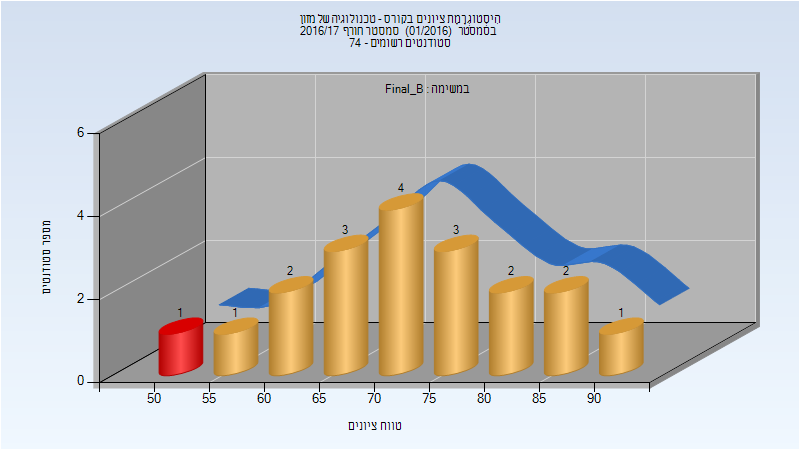 היסטוגרמת ציונים בקורס - טכנולוגיה של מזון
בסמסטר (01/2016) סמסטר חורף 2016/17
סטודנטים רשומים - 74
במשימה : Final_B
מספר סטודנטים
6
4
2
0
1
1
2
3
4
3
2
2
1
50 55 60 65 70 75 80 85 90
טווח ציונים